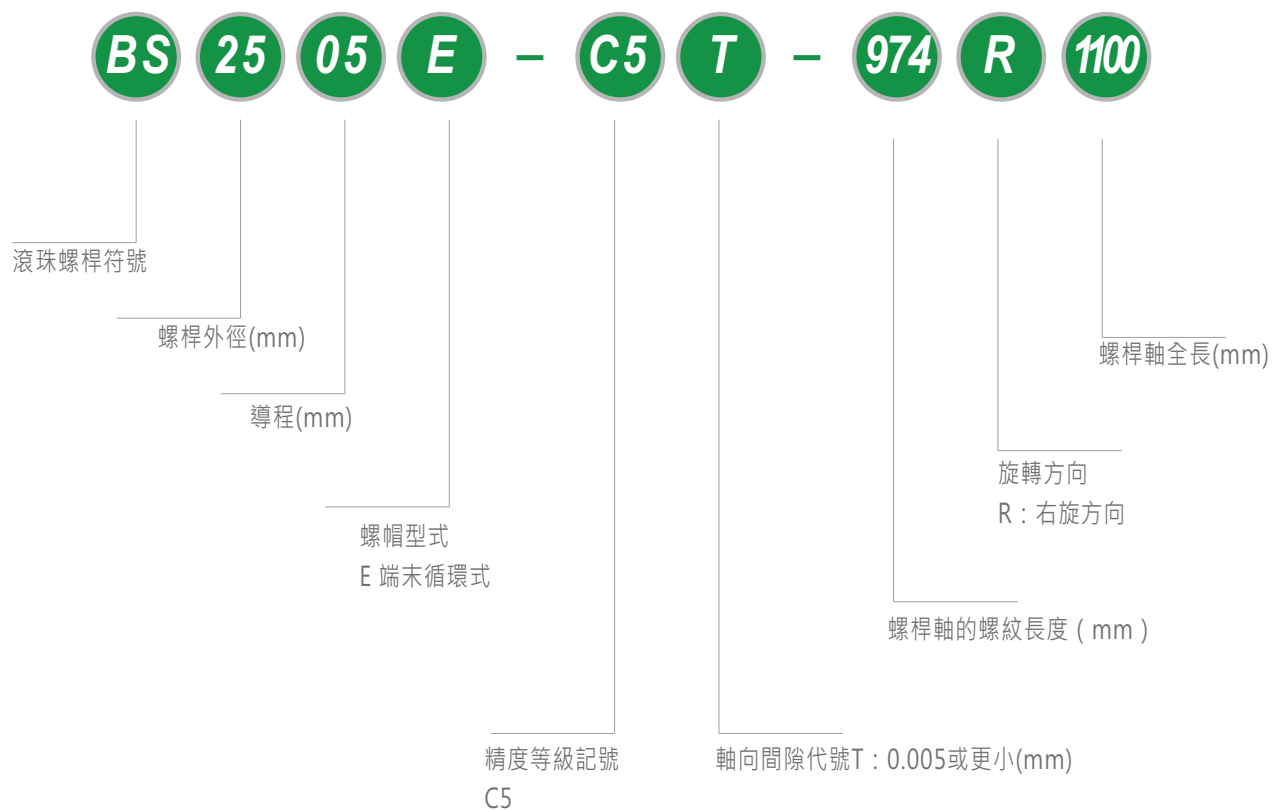 BS 25 05 E – C5 T – 974 R 1100
滾珠螺桿符號
螺桿外徑(mm)
螺桿軸全長(mm)
導程(mm)
旋轉方向
R：右旋方向
螺帽型式
E 端末循環式
螺桿軸的螺紋長度（mm）
精度等級記號
C5
軸向間隙代號T：0.005或更小(mm)